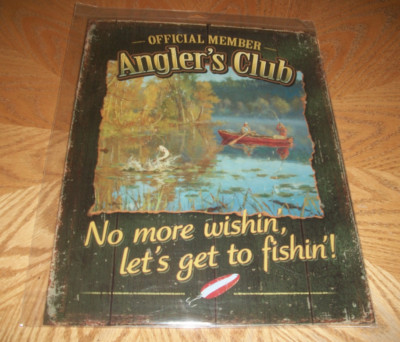 OFFICIAL MEMBER
Angler's Club
No more wishin',
let's get to fishin'!